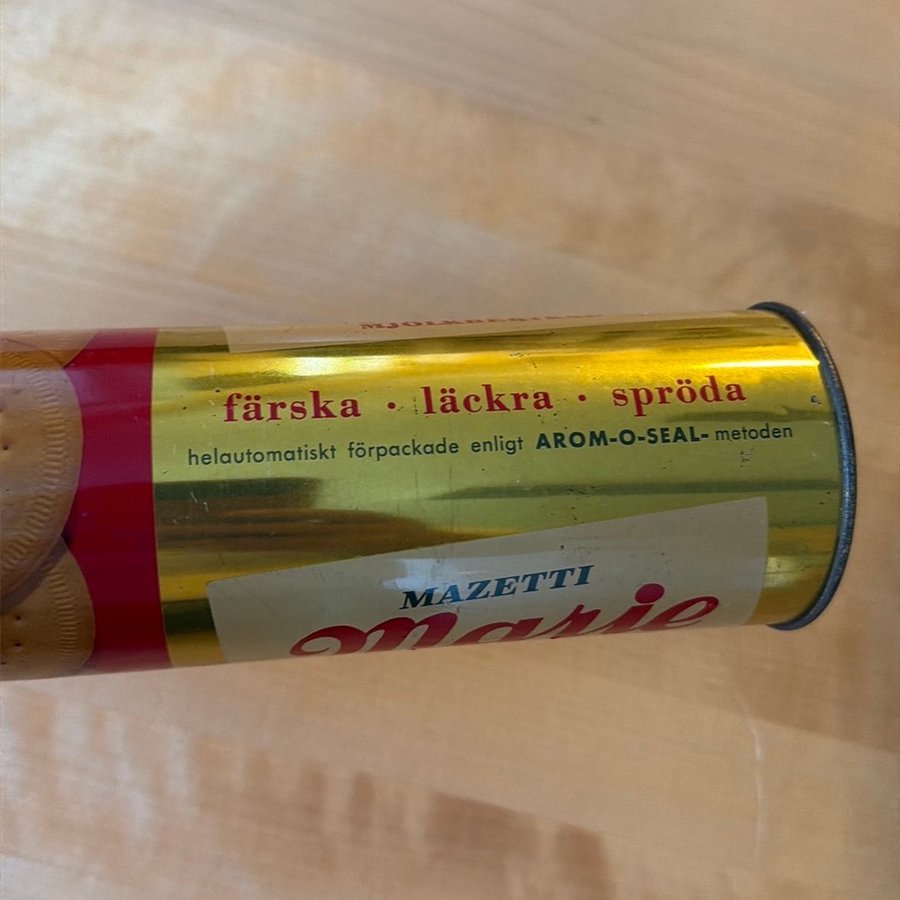 färska · läckra · spröda
helautomatiskt förpackade enligt AROM-O-SEAL-metoden
MAZETTI
Marie